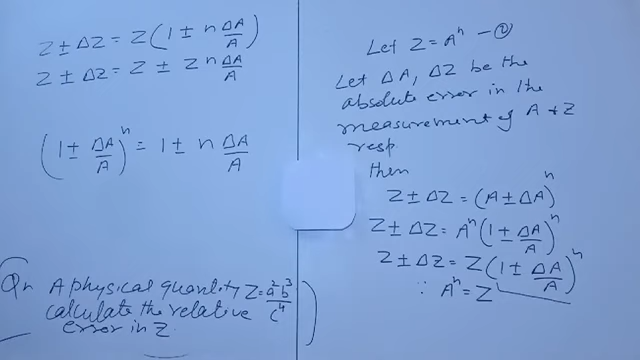 Z ± ΔZ = Z(1 ± n ΔA/A)
Z ± ΔZ = Z ± Z n ΔA/A
(1 ± ΔA/A)^n = 1 ± n ΔA/A
Qn A physical quantity Z = a²b³/c⁴
calculate the relative
error in Z.
Let Z = A^n —②
Let ΔA, ΔZ be the
absolute error in the
measurement of A & Z
resp
then
Z ± ΔZ = (A ± ΔA)^n
Z ± ΔZ = A^n(1 ± ΔA/A)^n
Z ± ΔZ = Z(1 ± ΔA/A)^n
∵ A^n = Z